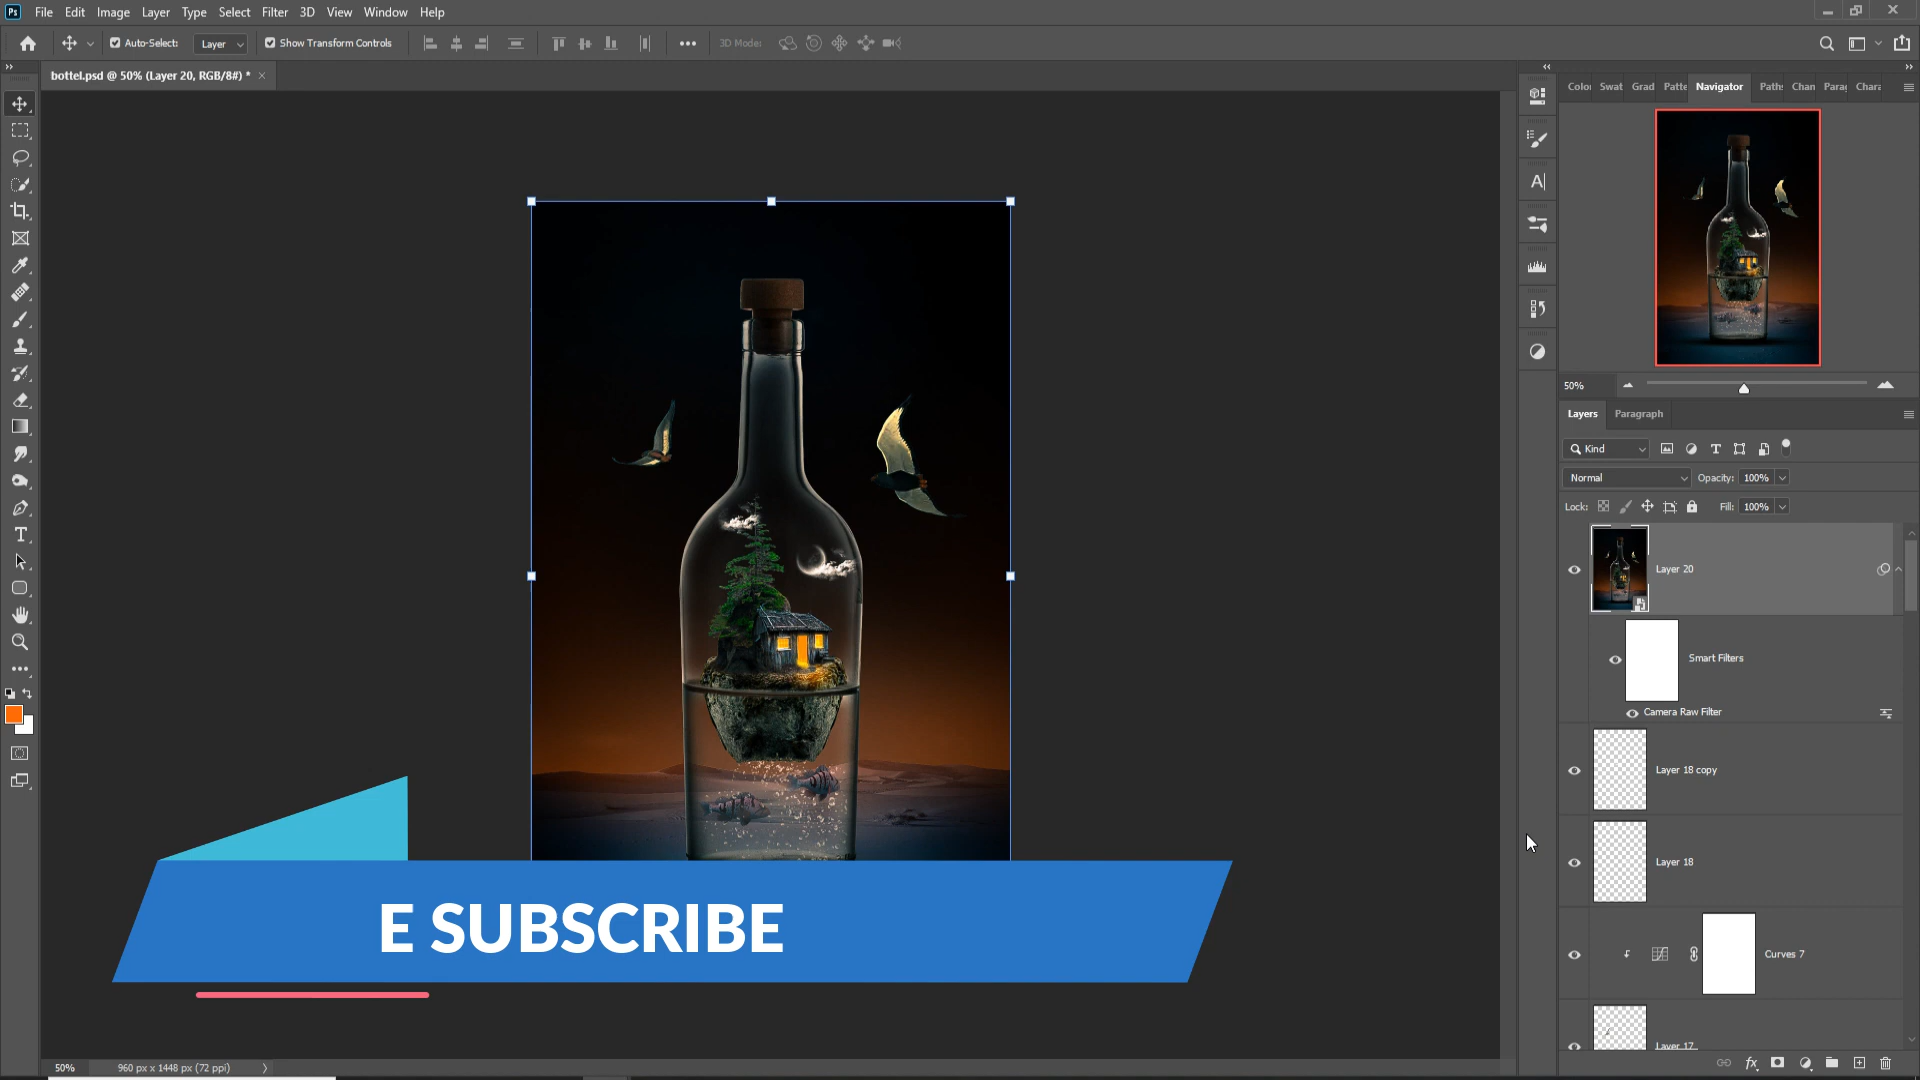 Ps File Edit Image Layer Type Select Filter 3D View Window Help
Auto-Select: Layer Show Transform Controls 3D Mode:
bottel.psd @ 50% (Layer 20, RGB/8#) * ×
Color Swat Grad Patte Navigator Paths Chan Para Chara
50%
Layers Paragraph
Kind
Normal Opacity: 100%
Lock: Fill: 100%
Layer 20
Smart Filters
Camera Raw Filter
Layer 18 copy
Layer 18
Curves 7
Layer 17
E SUBSCRIBE
50% 960 px x 1448 px (72 ppi)